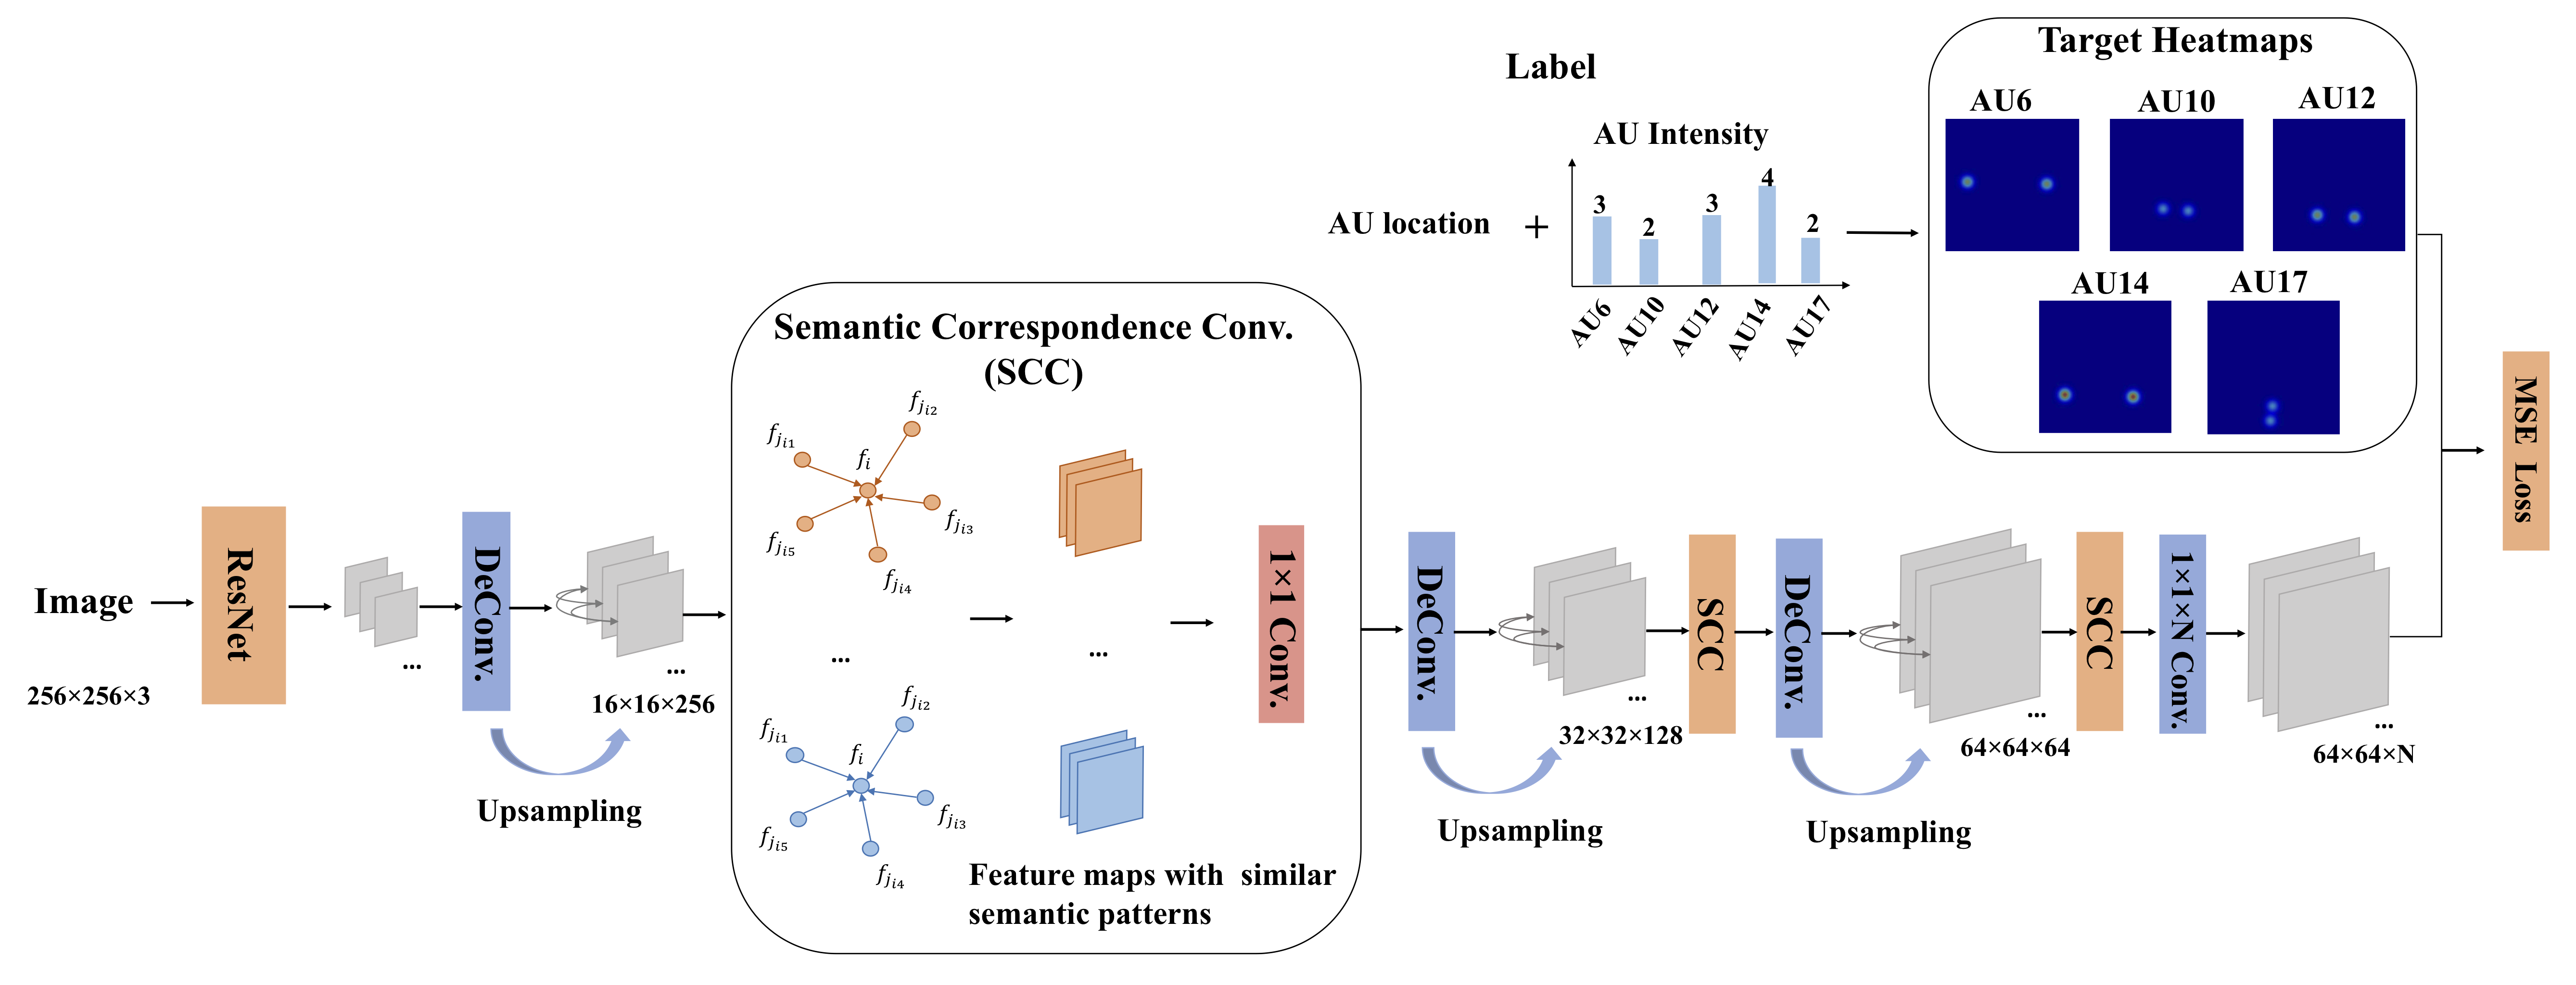 Target Heatmaps
Label
AU6
AU10
AU12
AU Intensity
AU location
+
3
2
3
4
2
AU6
AU10
AU12
AU14
AU17
AU14
AU17
MSE Loss
Image
256×256×3
ResNet
...
DeConv.
...
16×16×256
Upsampling
Semantic Correspondence Conv.
(SCC)
f_{j_{i1}}
f_{j_{i2}}
f_i
f_{j_{i3}}
f_{j_{i5}}
f_{j_{i4}}
...
...
f_{j_{i1}}
f_{j_{i2}}
f_i
f_{j_{i3}}
f_{j_{i5}}
f_{j_{i4}}
Feature maps with similar
semantic patterns
1×1 Conv.
DeConv.
...
32×32×128
Upsampling
SCC
DeConv.
...
64×64×64
Upsampling
SCC
1×1×N Conv.
...
64×64×N